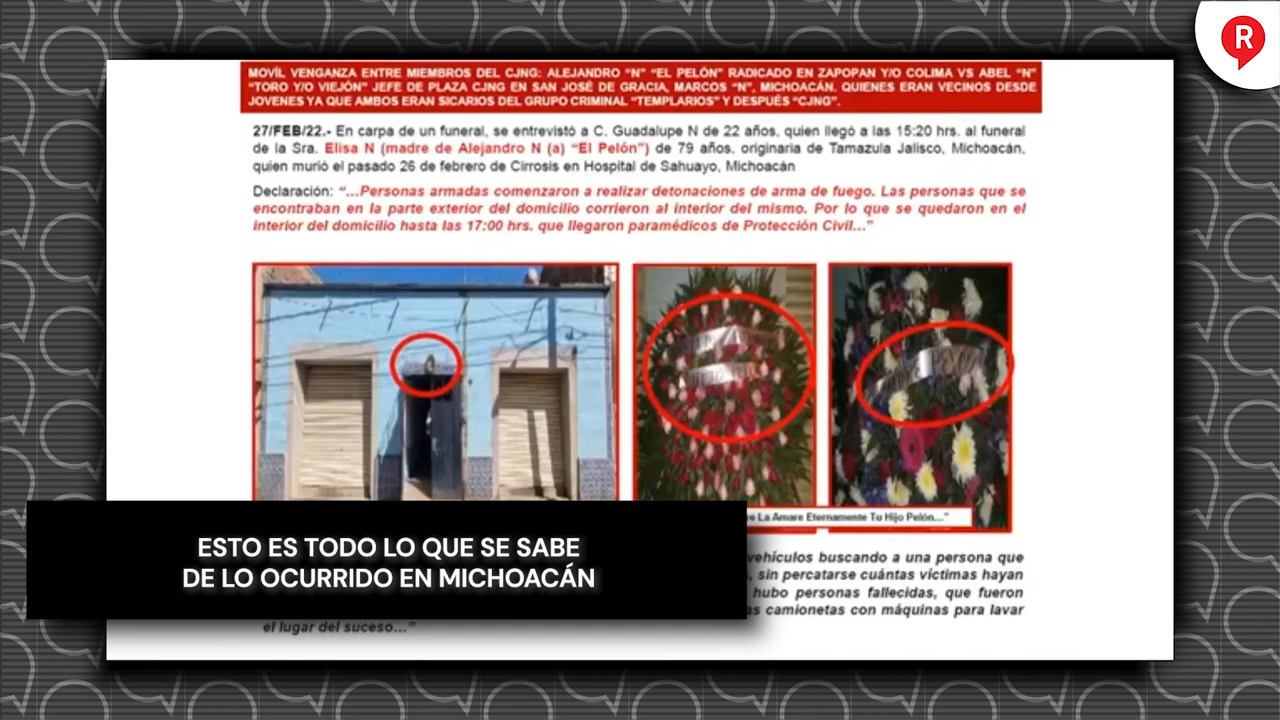 R
MOVÍL VENGANZA ENTRE MIEMBROS DEL CJNG: ALEJANDRO “N” “EL PELÓN” RADICADO EN ZAPOPAN Y/O COLIMA VS ABEL “N”
“TORO Y/O VIEJÓN” JEFE DE PLAZA CJNG EN SAN JOSÉ DE GRACIA, MARCOS “N”, MICHOACÁN. QUIENES ERAN VECINOS DESDE
JOVENES YA QUE AMBOS ERAN SICARIOS DEL GRUPO CRIMINAL “TEMPLARIOS” Y DESPUÉS “CJNG”.
27/FEB/22.- En carpa de un funeral, se entrevistó a C. Guadalupe N de 22 años, quien llegó a las 15:20 hrs. al funeral
de la Sra. Elisa N (madre de Alejandro N (a) “El Pelón”) de 79 años, originaria de Tamazula Jalisco, Michoacán,
quien murió el pasado 26 de febrero de Cirrosis en Hospital de Sahuayo, Michoacán
Declaración: “...Personas armadas comenzaron a realizar detonaciones de arma de fuego. Las personas que se
encontraban en la parte exterior del domicilio corrieron al interior del mismo. Por lo que se quedaron en el
interior del domicilio hasta las 17:00 hrs. que llegaron paramédicos de Protección Civil...”
La Amare Eternamente Tu Hijo Pelón...”
vehículos buscando a una persona que
, sin percatarse cuántas víctimas hayan
hubo personas fallecidas, que fueron
camionetas con máquinas para lavar
el lugar del suceso...”
ESTO ES TODO LO QUE SE SABE
DE LO OCURRIDO EN MICHOACÁN